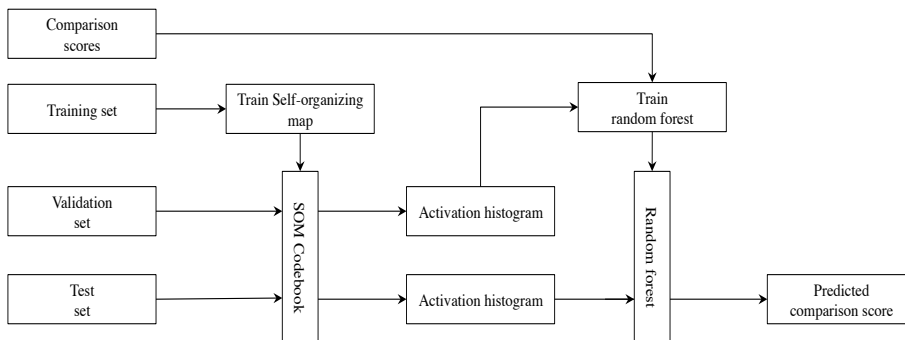 Comparison
scores
Training set
Train Self-organizing
map
Train
random forest
Validation
set
SOM Codebook
Activation histogram
Random forest
Test
set
Activation histogram
Predicted
comparison score